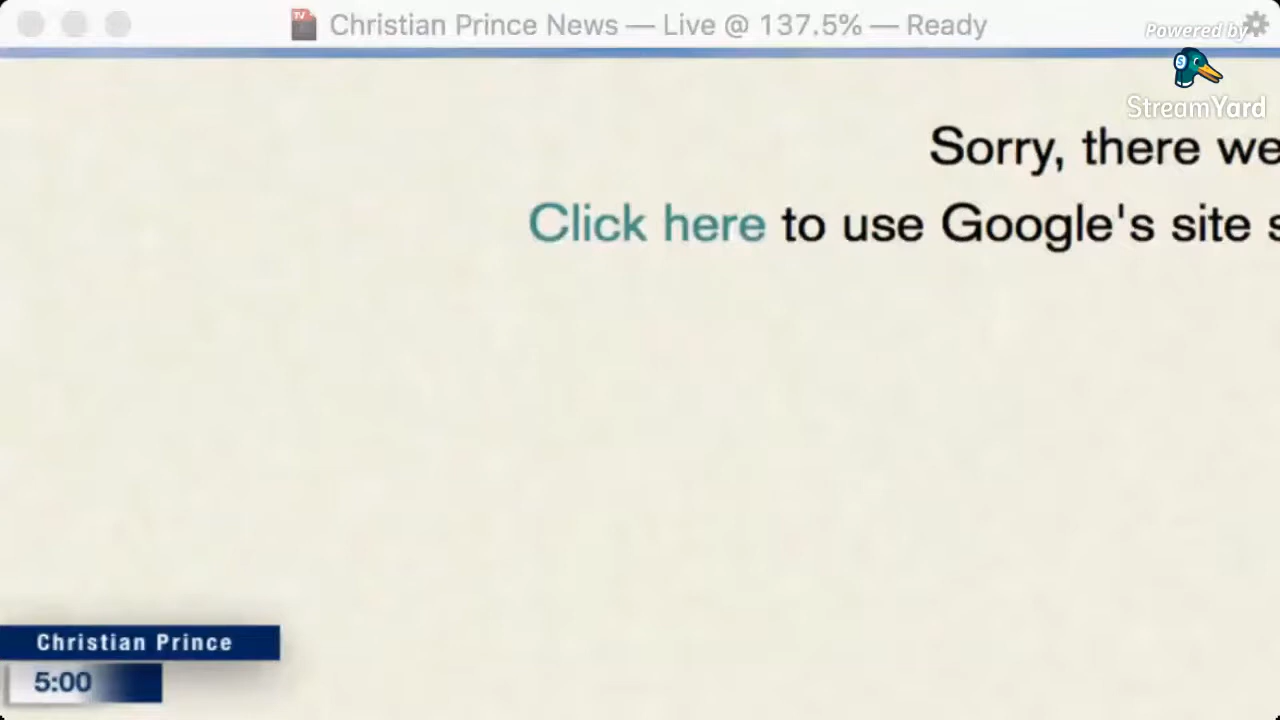 TV
Christian Prince News — Live @ 137.5% — Ready
Powered by
S
StreamYard
Sorry, there we
Click here to use Google's site s
Christian Prince
5:00